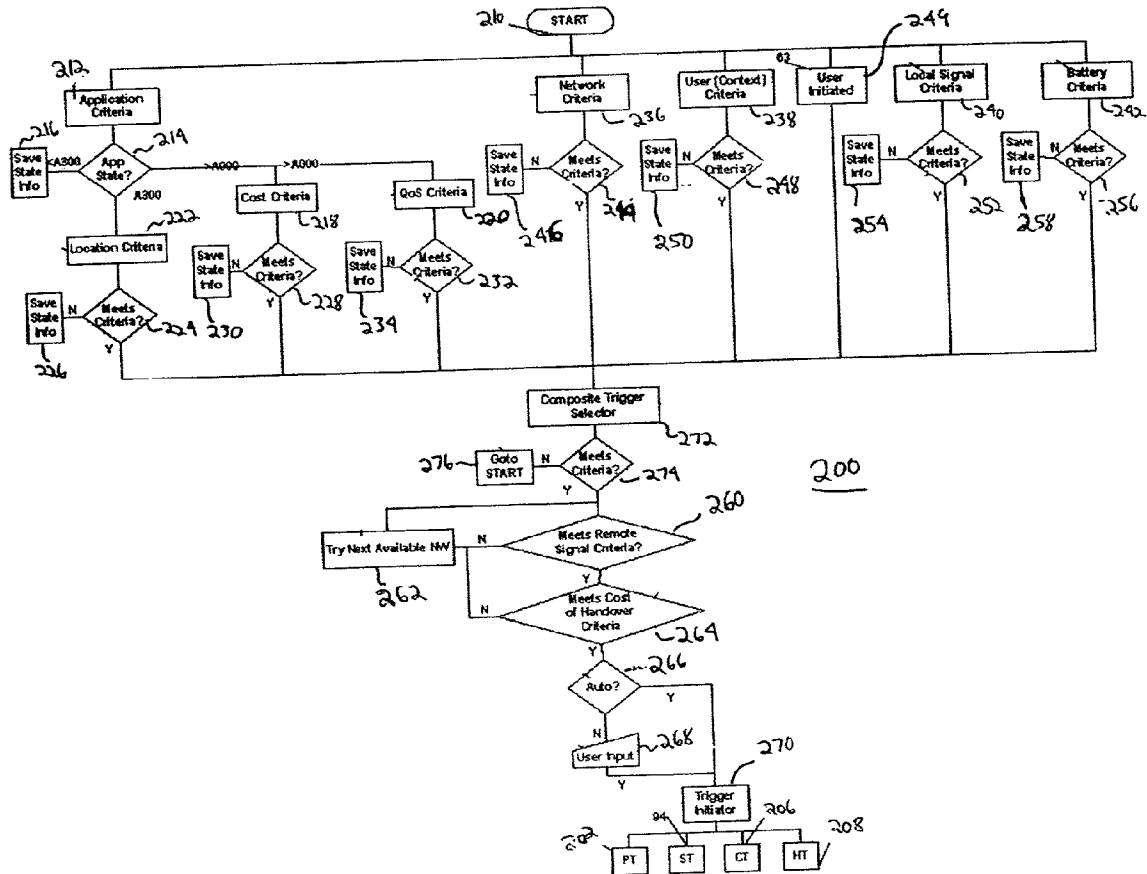 START
210
249
212
63
Application
Criteria
Network
Criteria
236
User (Context)
Criteria
238
User
Initiated
Local Signal
Criteria
240
Battery
Criteria
242
216
214
Save
State
Info
<A300
App
State?
>A000
>A000
A300
Save
State
Info
N
Meets
Criteria?
Y
244
246
Save
State
Info
N
Meets
Criteria?
Y
248
250
Save
State
Info
N
Meets
Criteria?
Y
252
254
Save
State
Info
N
Meets
Criteria?
Y
256
258
Cost Criteria
218
QoS Criteria
220
222
Location Criteria
Save
State
Info
N
Meets
Criteria?
Y
228
230
Save
State
Info
N
Meets
Criteria?
Y
232
234
Save
State
Info
N
Meets
Criteria?
Y
224
226
Composite Trigger
Selector
272
276
Goto
START
N
Meets
Criteria?
Y
274
200
260
Try Next Available NW
262
N
Meets Remote
Signal Criteria?
Y
N
Meets Cost
of Handover
Criteria
Y
264
266
Auto?
Y
N
User Input
268
Y
270
Trigger
Initiator
202
94
206
208
PT
ST
CT
HT